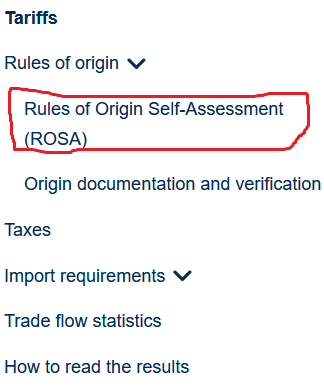 Tariffs
Rules of origin
Rules of Origin Self-Assessment
(ROSA)
Origin documentation and verification
Taxes
Import requirements
Trade flow statistics
How to read the results